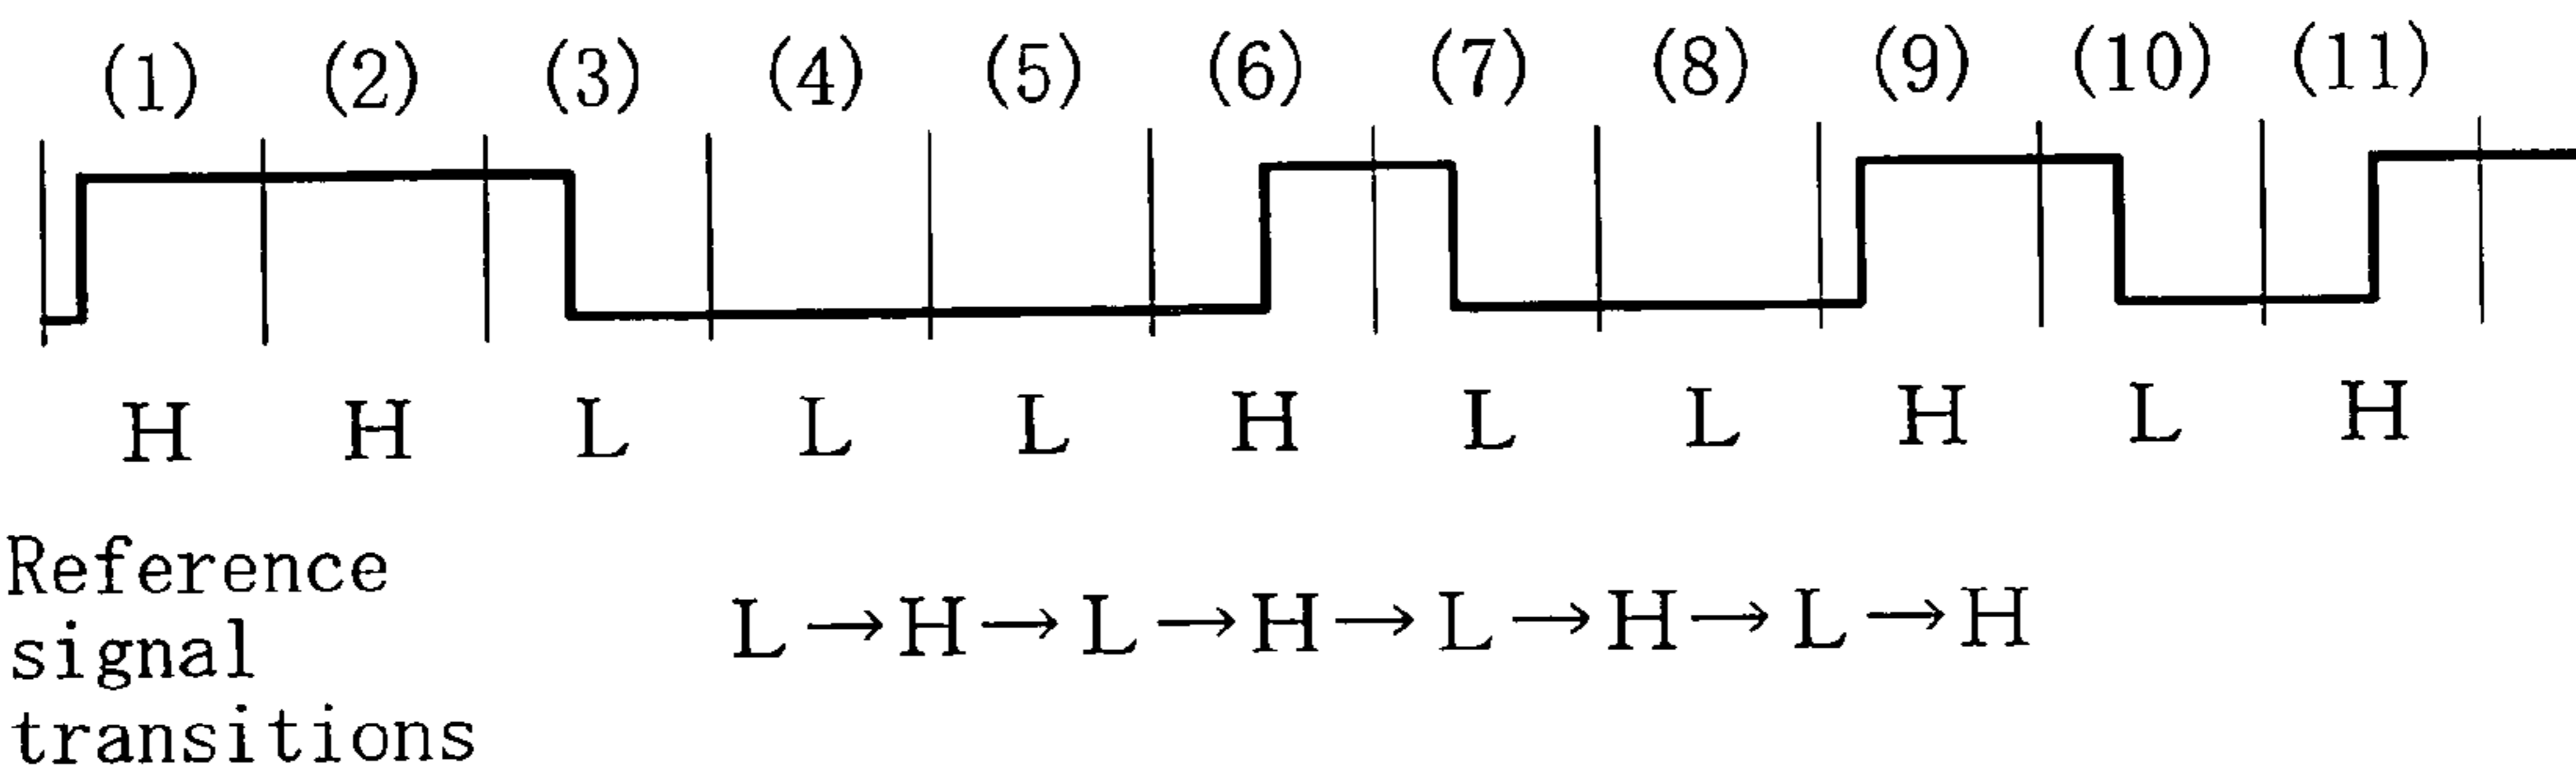 (1) (2) (3) (4) (5) (6) (7) (8) (9) (10) (11)
H H L L L H L L H L H
Reference
signal
transitions
L→H→L→H→L→H→L→H